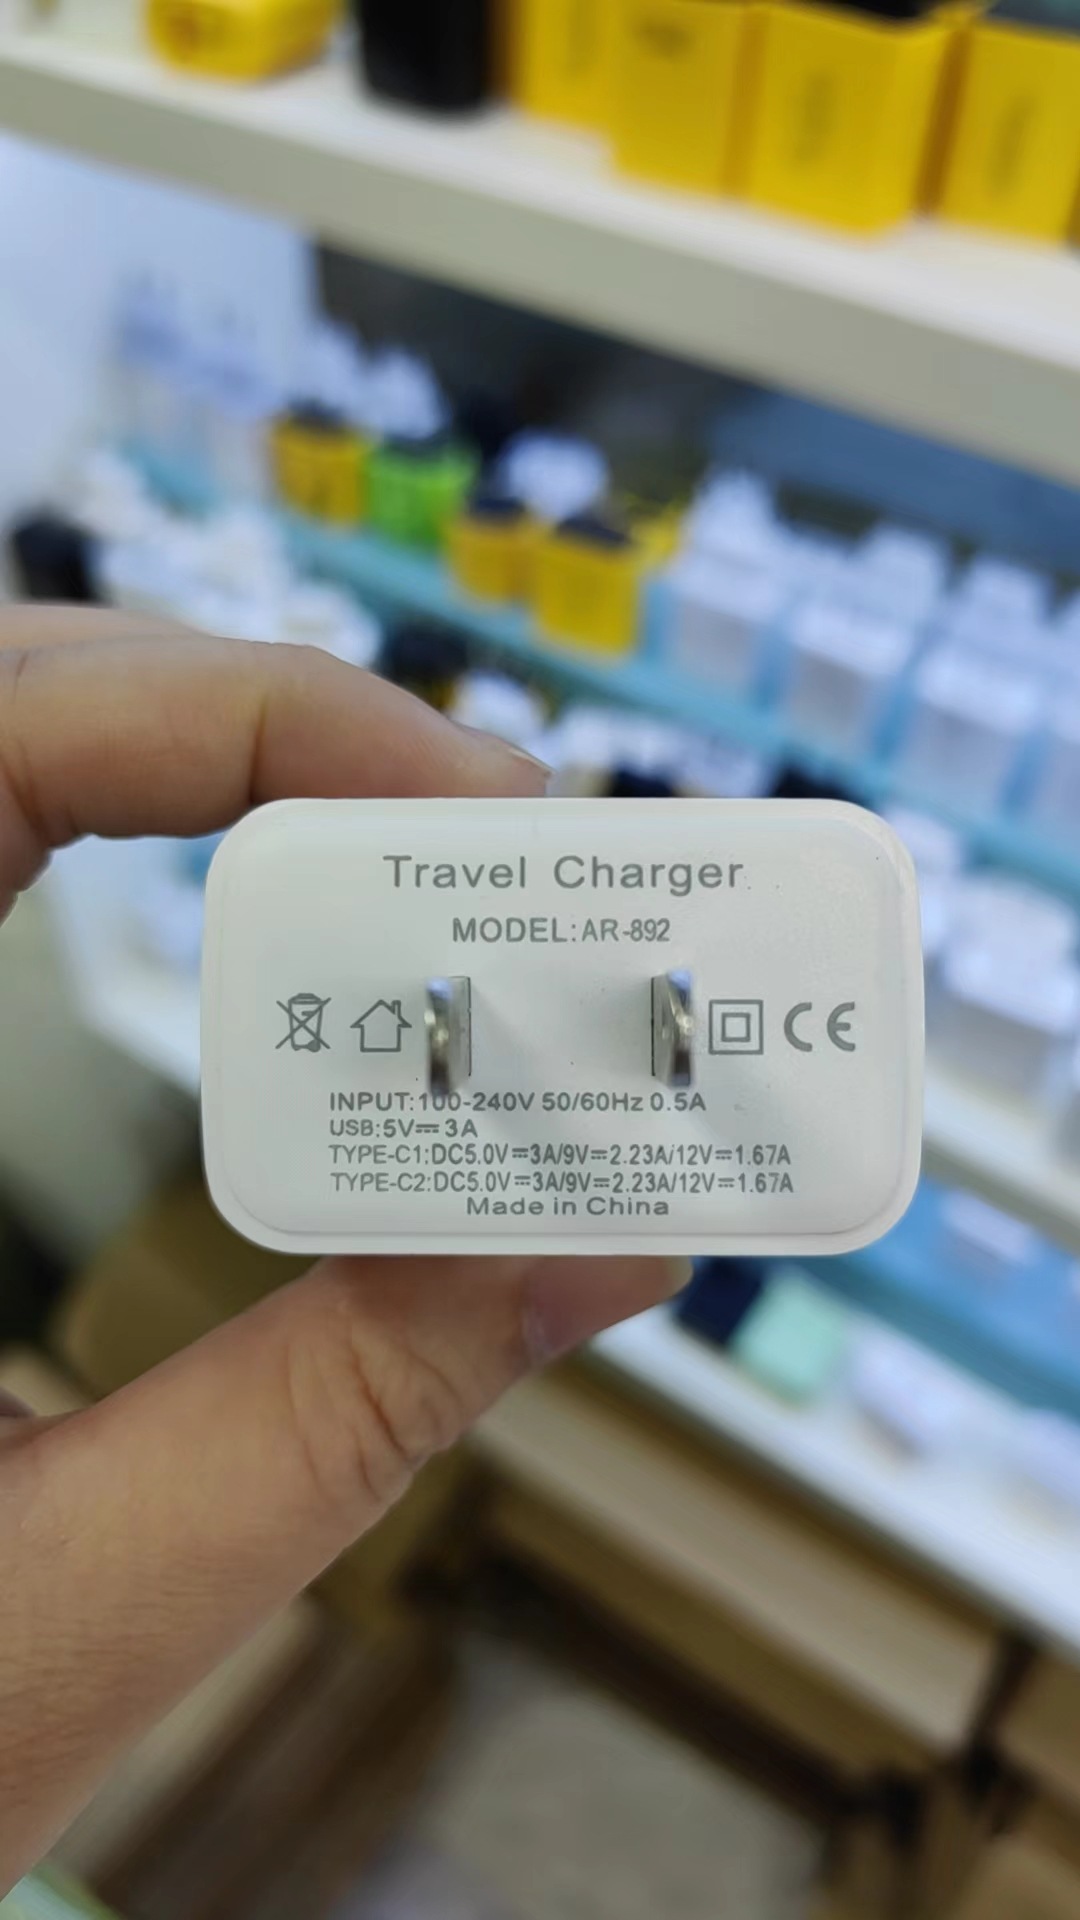 Travel Charger
MODEL:AR-892
CE
INPUT:100-240V 50/60Hz 0.5A
USB:5V⎓3A
TYPE-C1:DC5.0V⎓3A/9V⎓2.23A/12V⎓1.67A
TYPE-C2:DC5.0V⎓3A/9V⎓2.23A/12V⎓1.67A
Made in China